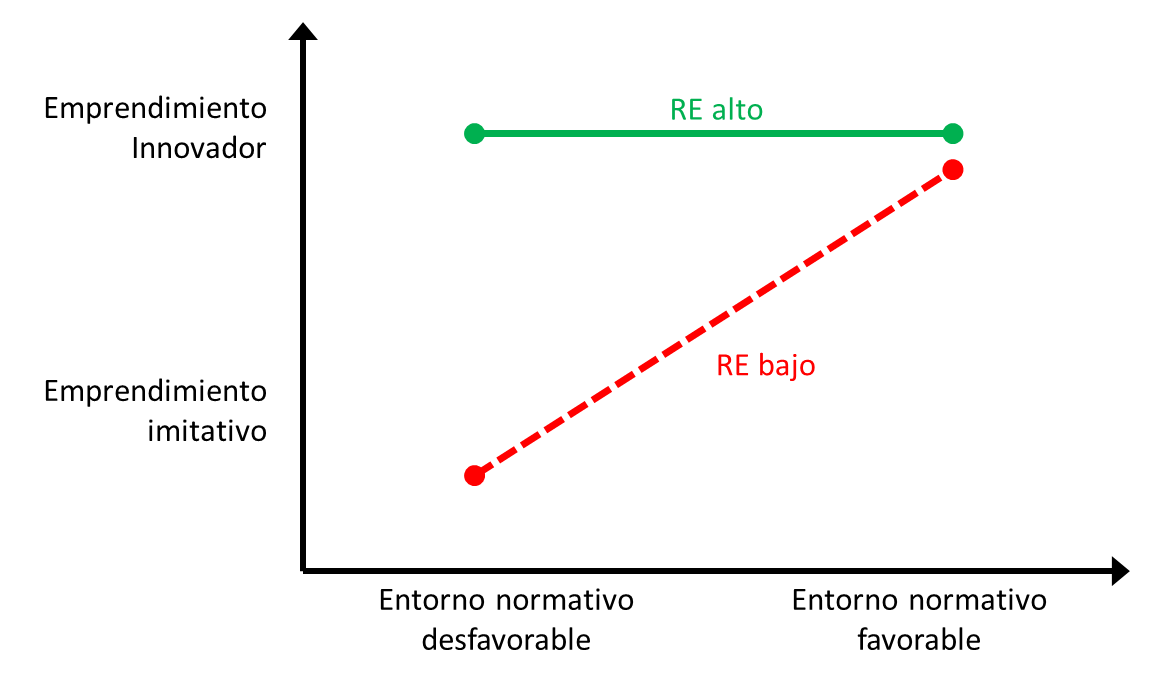 Emprendimiento
Innovador
RE alto
RE bajo
Emprendimiento
imitativo
Entorno normativo
desfavorable
Entorno normativo
favorable